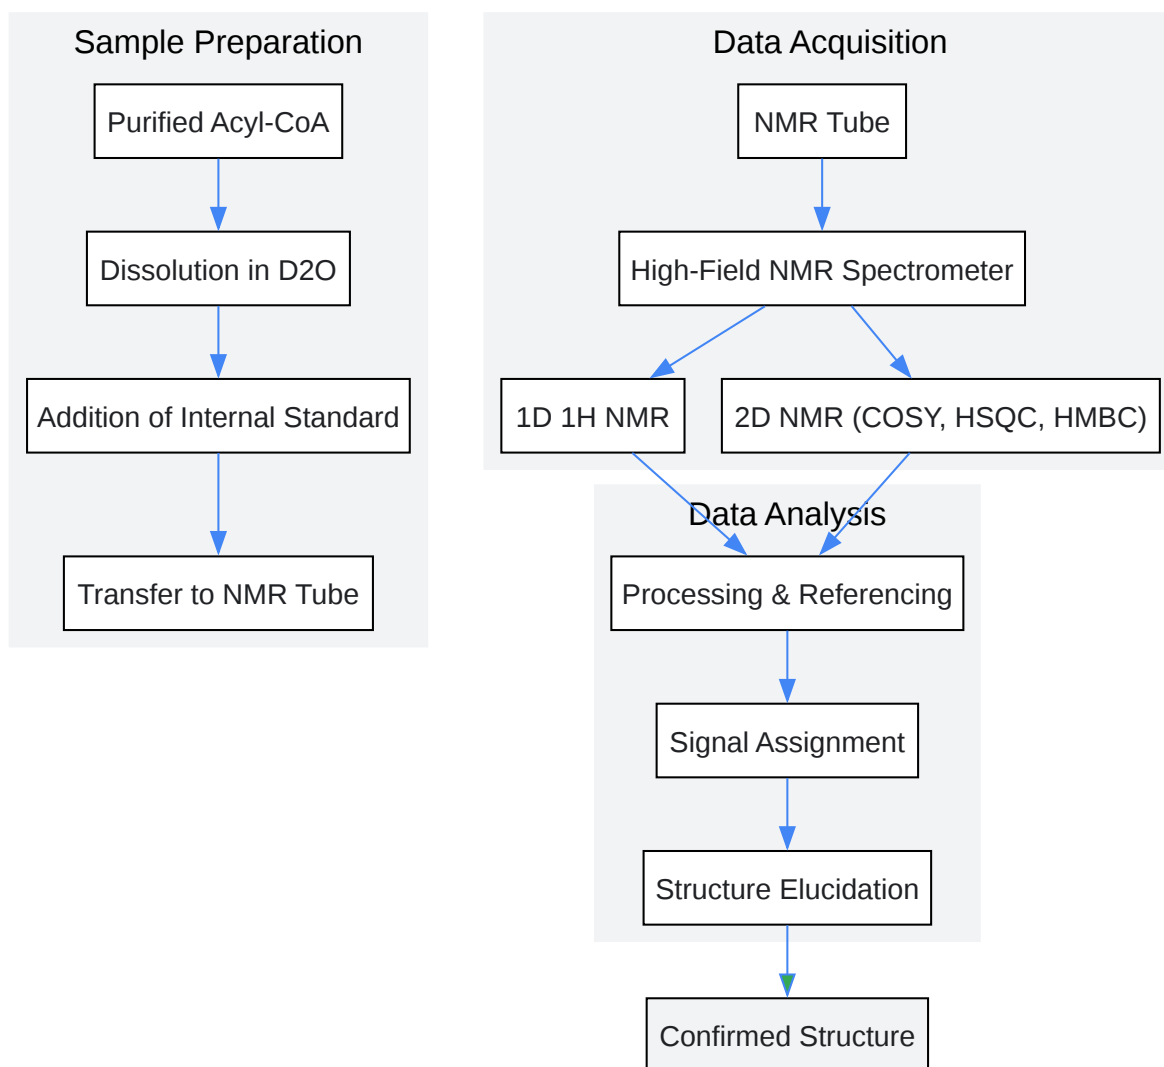 Sample Preparation
Purified Acyl-CoA
Dissolution in D2O
Addition of Internal Standard
Transfer to NMR Tube
Data Acquisition
NMR Tube
High-Field NMR Spectrometer
1D 1H NMR
2D NMR (COSY, HSQC, HMBC)
Data Analysis
Processing & Referencing
Signal Assignment
Structure Elucidation
Confirmed Structure